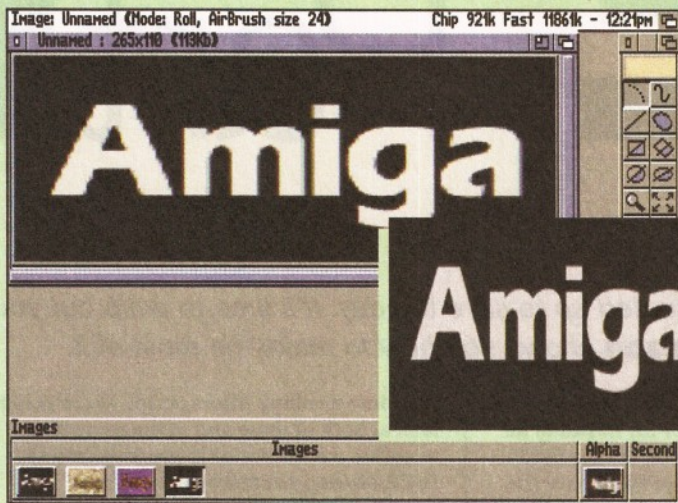 Image: Unnamed (Mode: Roll, AirBrush size 24) Chip 921k Fast 11861k - 12:21pm
Unnamed : 265x110 (113Kb)
Amiga
Amiga
Images
Images Alpha Second